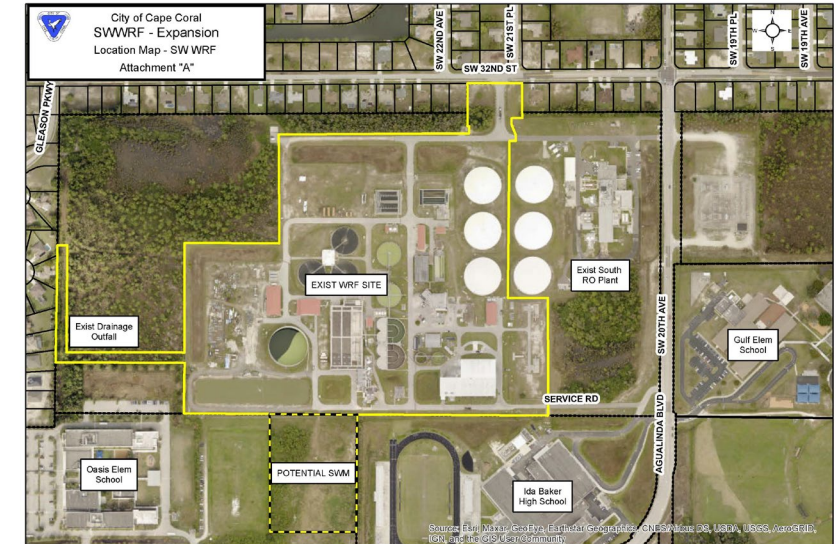 City of Cape Coral
SWWRF - Expansion
Location Map - SW WRF
Attachment "A"
SW 22ND AVE
SW 21ST PL
SW 19TH PL
SW 19TH AVE
N
W
E
S
SW 32ND ST
GLEASON PKWY
EXIST WRF SITE
Exist South
RO Plant
Exist Drainage
Outfall
SW 20TH AVE
Gulf Elem
School
SERVICE RD
AGUALINDA BLVD
Oasis Elem
School
POTENTIAL SWM
Ida Baker
High School
Source: Esri, Maxar, GeoEye, Earthstar Geographics, CNES/Airbus DS, USDA, USGS, AeroGRID,
IGN, and the GIS User Community